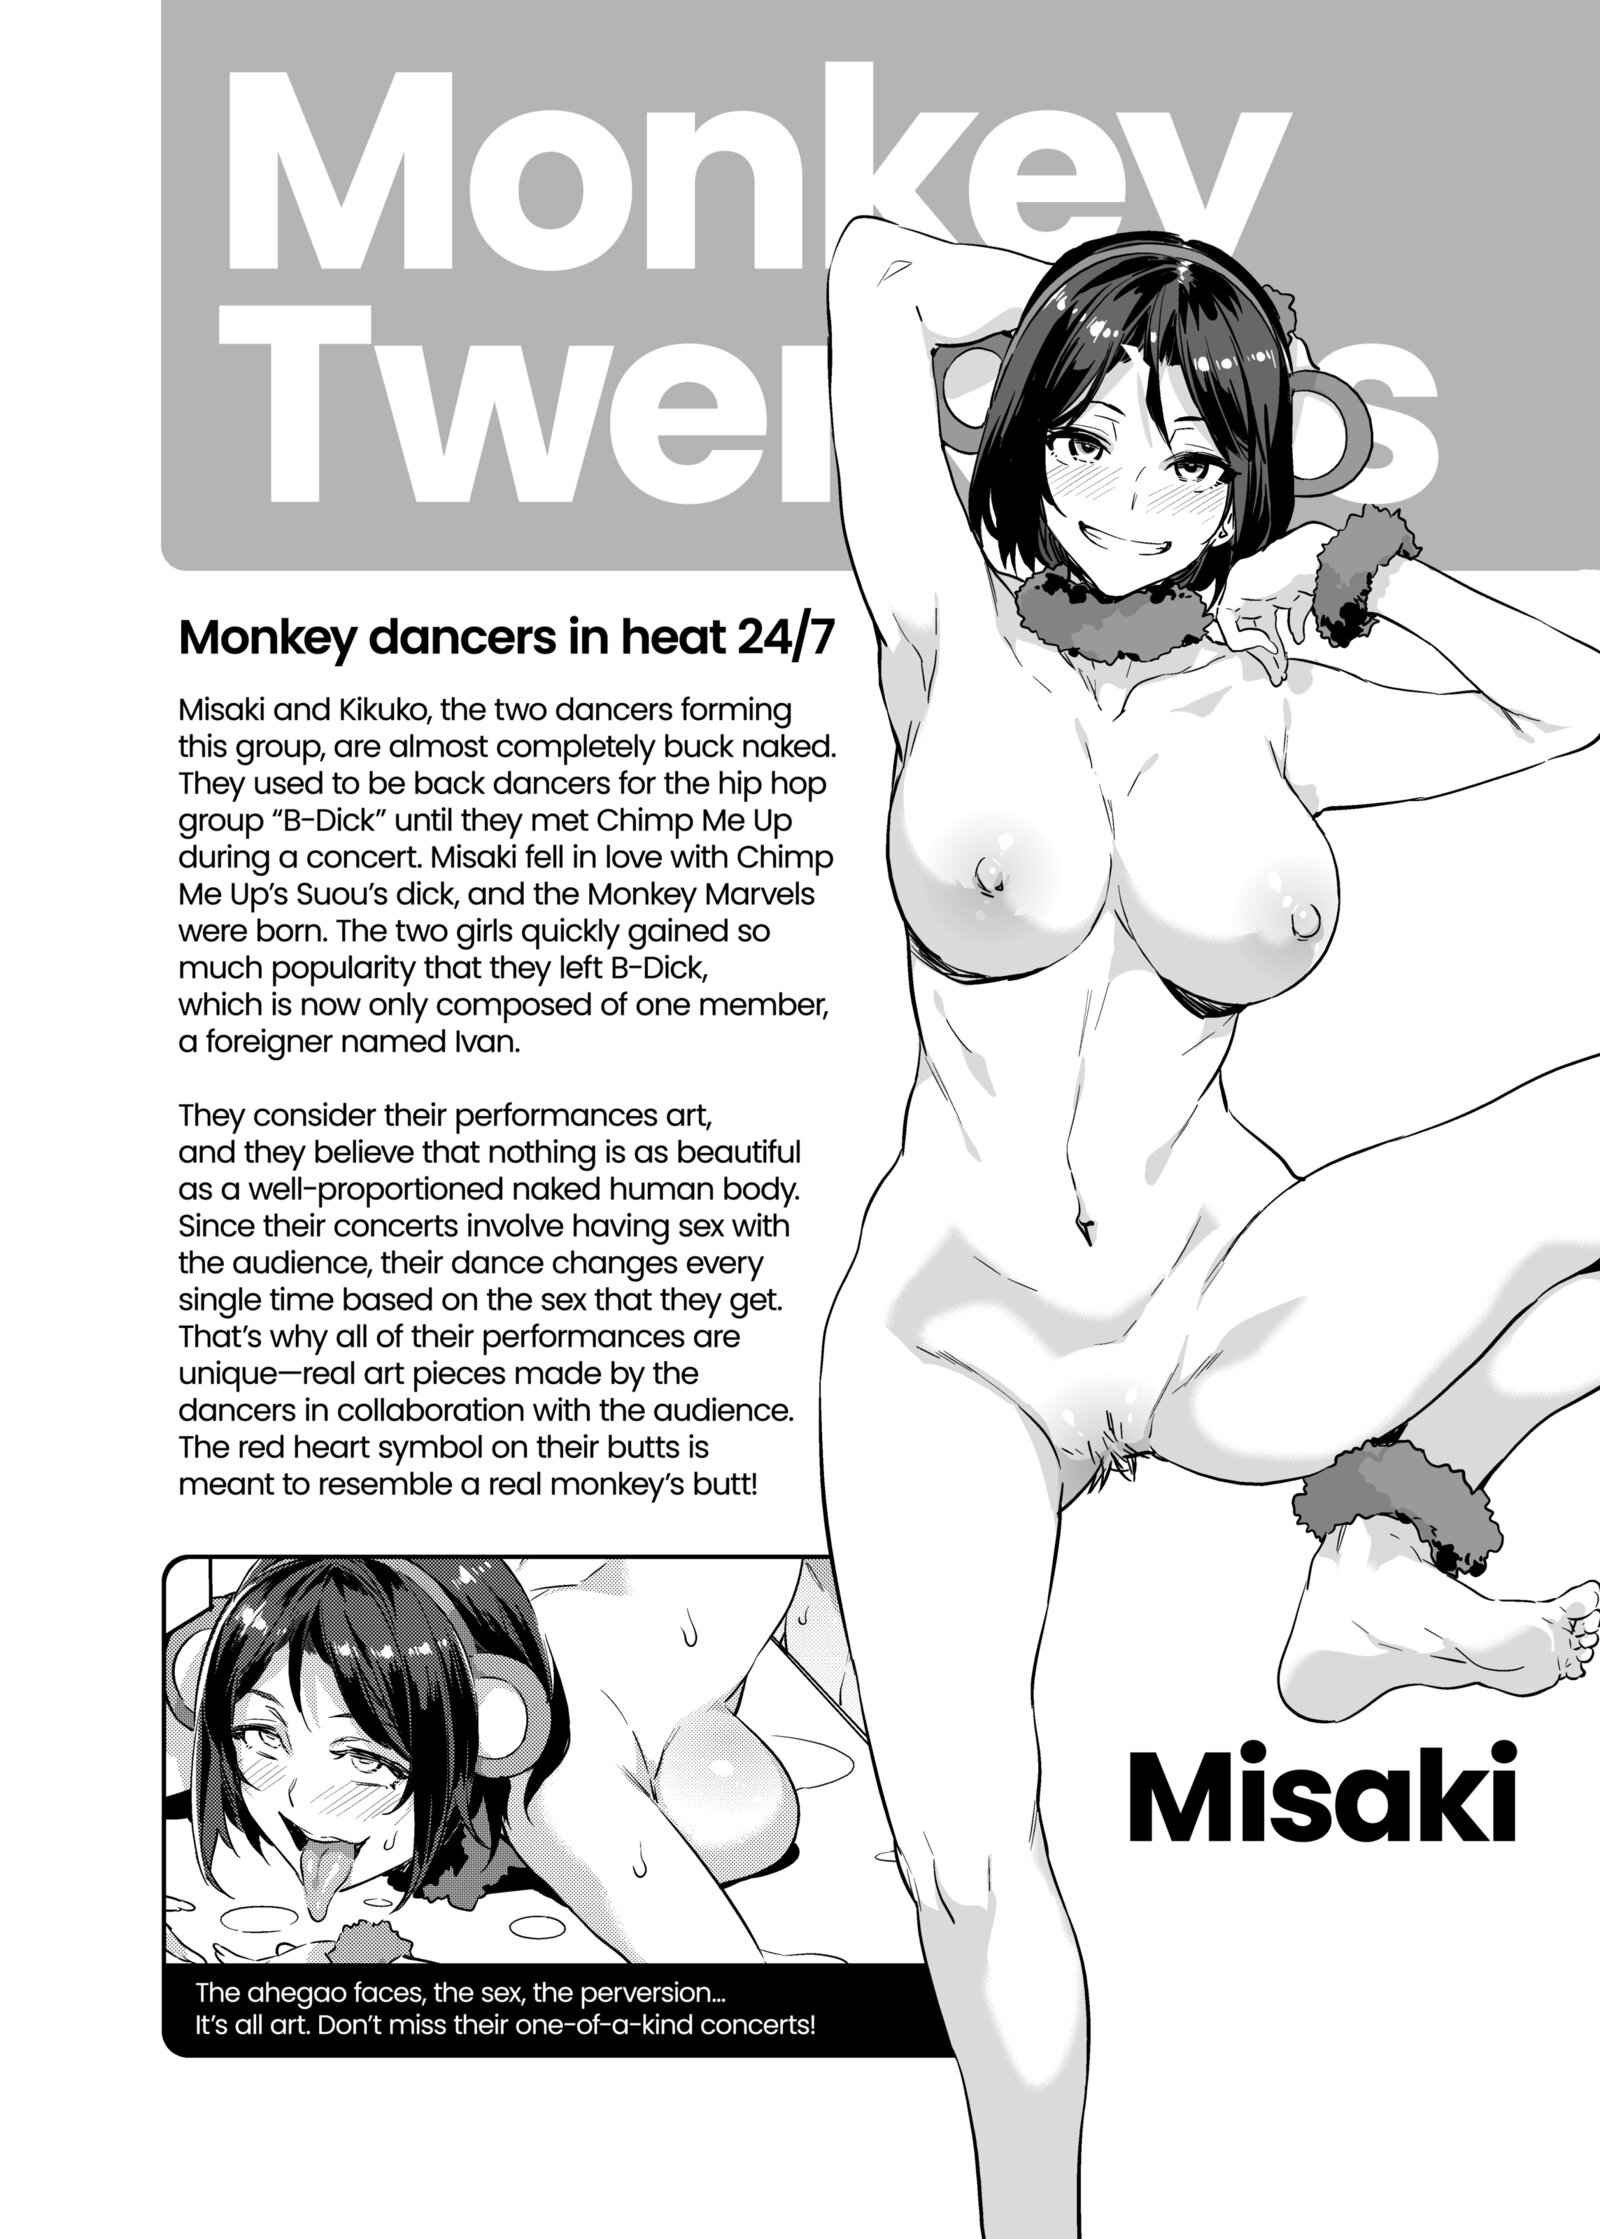 Monkey
Twe
s
Monkey dancers in heat 24/7
Misaki and Kikuko, the two dancers forming
this group, are almost completely buck naked.
They used to be back dancers for the hip hop
group “B-Dick” until they met Chimp Me Up
during a concert. Misaki fell in love with Chimp
Me Up’s Suou’s dick, and the Monkey Marvels
were born. The two girls quickly gained so
much popularity that they left B-Dick,
which is now only composed of one member,
a foreigner named Ivan.
They consider their performances art,
and they believe that nothing is as beautiful
as a well-proportioned naked human body.
Since their concerts involve having sex with
the audience, their dance changes every
single time based on the sex that they get.
That’s why all of their performances are
unique—real art pieces made by the
dancers in collaboration with the audience.
The red heart symbol on their butts is
meant to resemble a real monkey’s butt!
Misaki
The ahegao faces, the sex, the perversion...
It’s all art. Don’t miss their one-of-a-kind concerts!